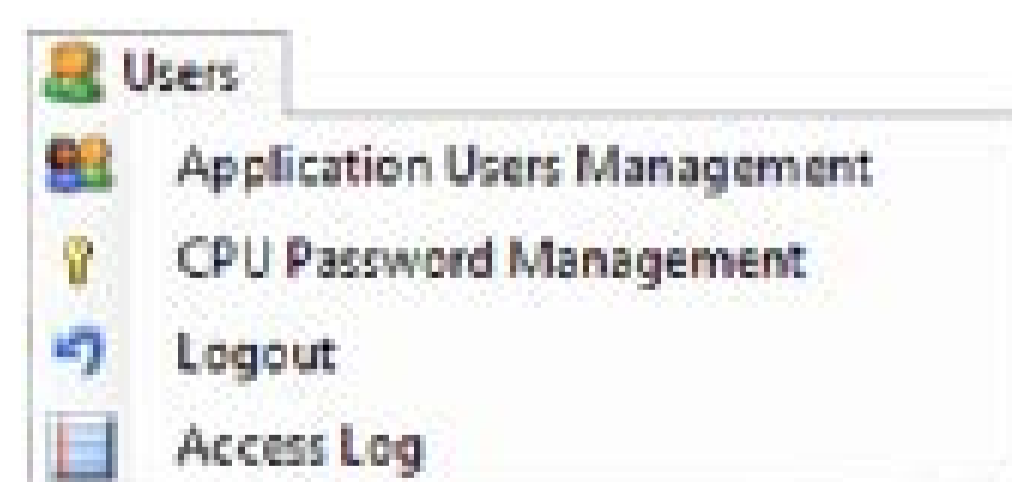 Users
Application Users Management
CPU Password Management
Logout
Access Log